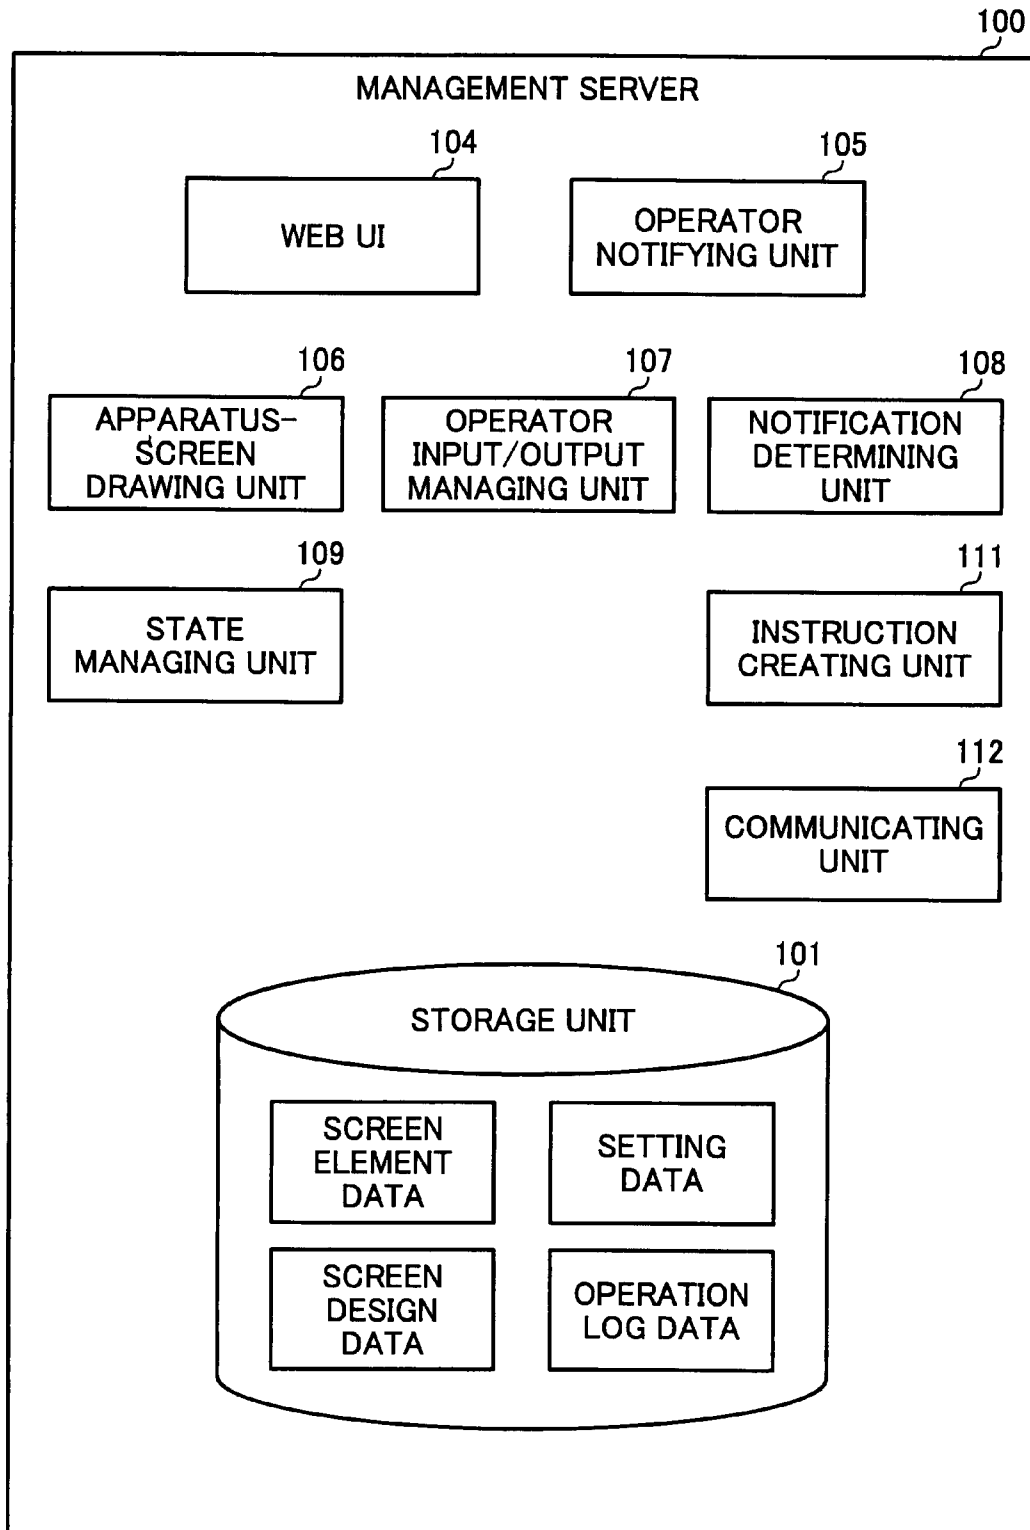 100
MANAGEMENT SERVER
104
WEB UI
105
OPERATOR
NOTIFYING UNIT
106
APPARATUS-
SCREEN
DRAWING UNIT
107
OPERATOR
INPUT/OUTPUT
MANAGING UNIT
108
NOTIFICATION
DETERMINING
UNIT
109
STATE
MANAGING UNIT
111
INSTRUCTION
CREATING UNIT
112
COMMUNICATING
UNIT
101
STORAGE UNIT
SCREEN
ELEMENT
DATA
SETTING
DATA
SCREEN
DESIGN
DATA
OPERATION
LOG DATA